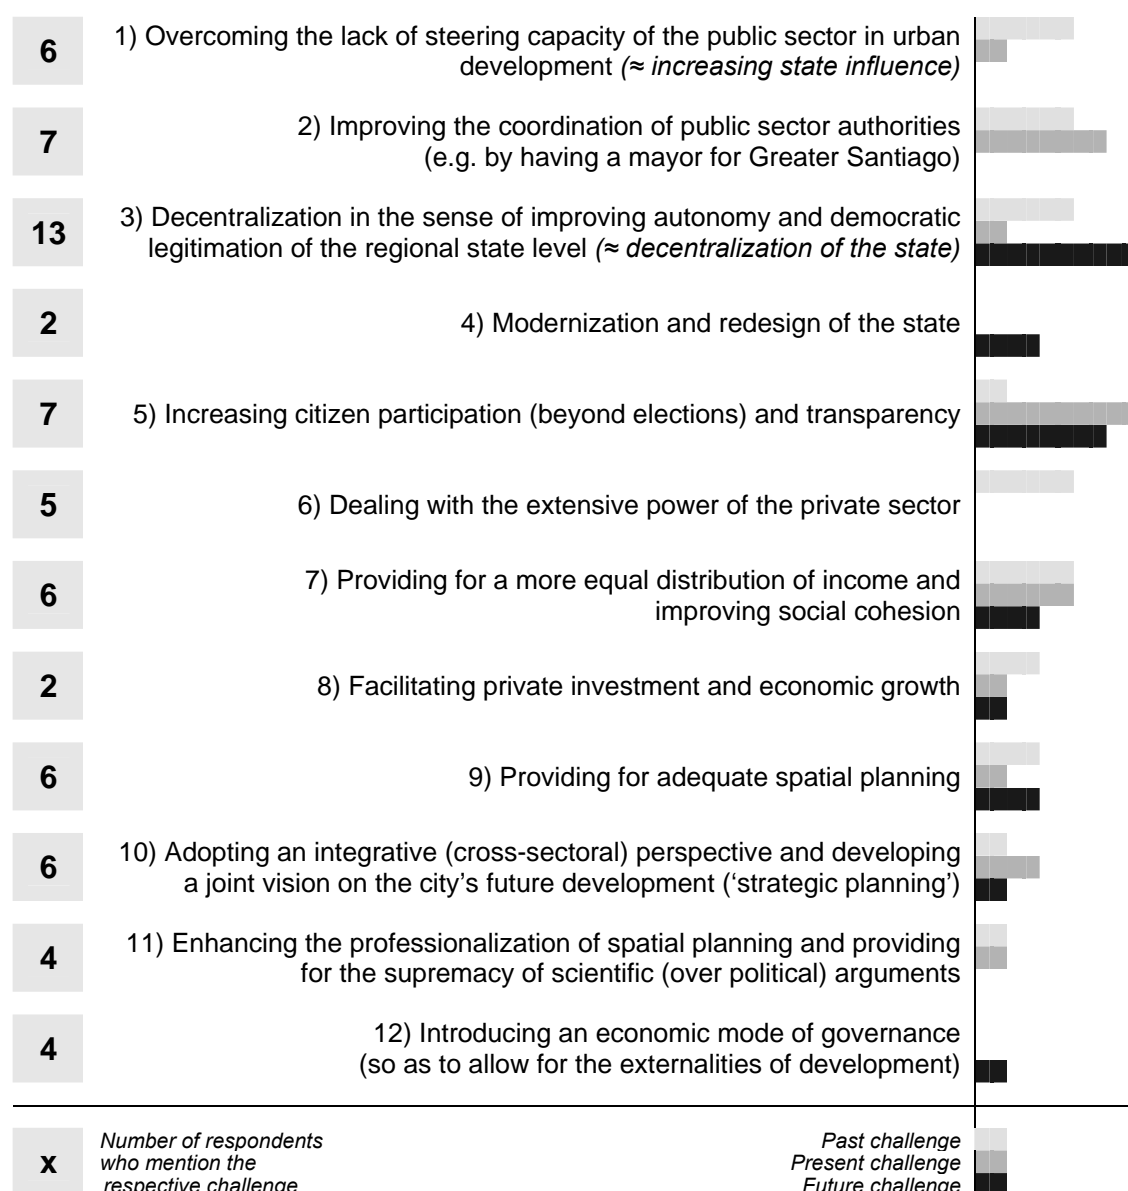 6
1) Overcoming the lack of steering capacity of the public sector in urban
development (≈ increasing state influence)
7
2) Improving the coordination of public sector authorities
(e.g. by having a mayor for Greater Santiago)
13
3) Decentralization in the sense of improving autonomy and democratic
legitimation of the regional state level (≈ decentralization of the state)
2
4) Modernization and redesign of the state
7
5) Increasing citizen participation (beyond elections) and transparency
5
6) Dealing with the extensive power of the private sector
6
7) Providing for a more equal distribution of income and
improving social cohesion
2
8) Facilitating private investment and economic growth
6
9) Providing for adequate spatial planning
6
10) Adopting an integrative (cross-sectoral) perspective and developing
a joint vision on the city’s future development (‘strategic planning’)
4
11) Enhancing the professionalization of spatial planning and providing
for the supremacy of scientific (over political) arguments
4
12) Introducing an economic mode of governance
(so as to allow for the externalities of development)
x
Number of respondents
who mention the
respective challenge
Past challenge
Present challenge
Future challenge